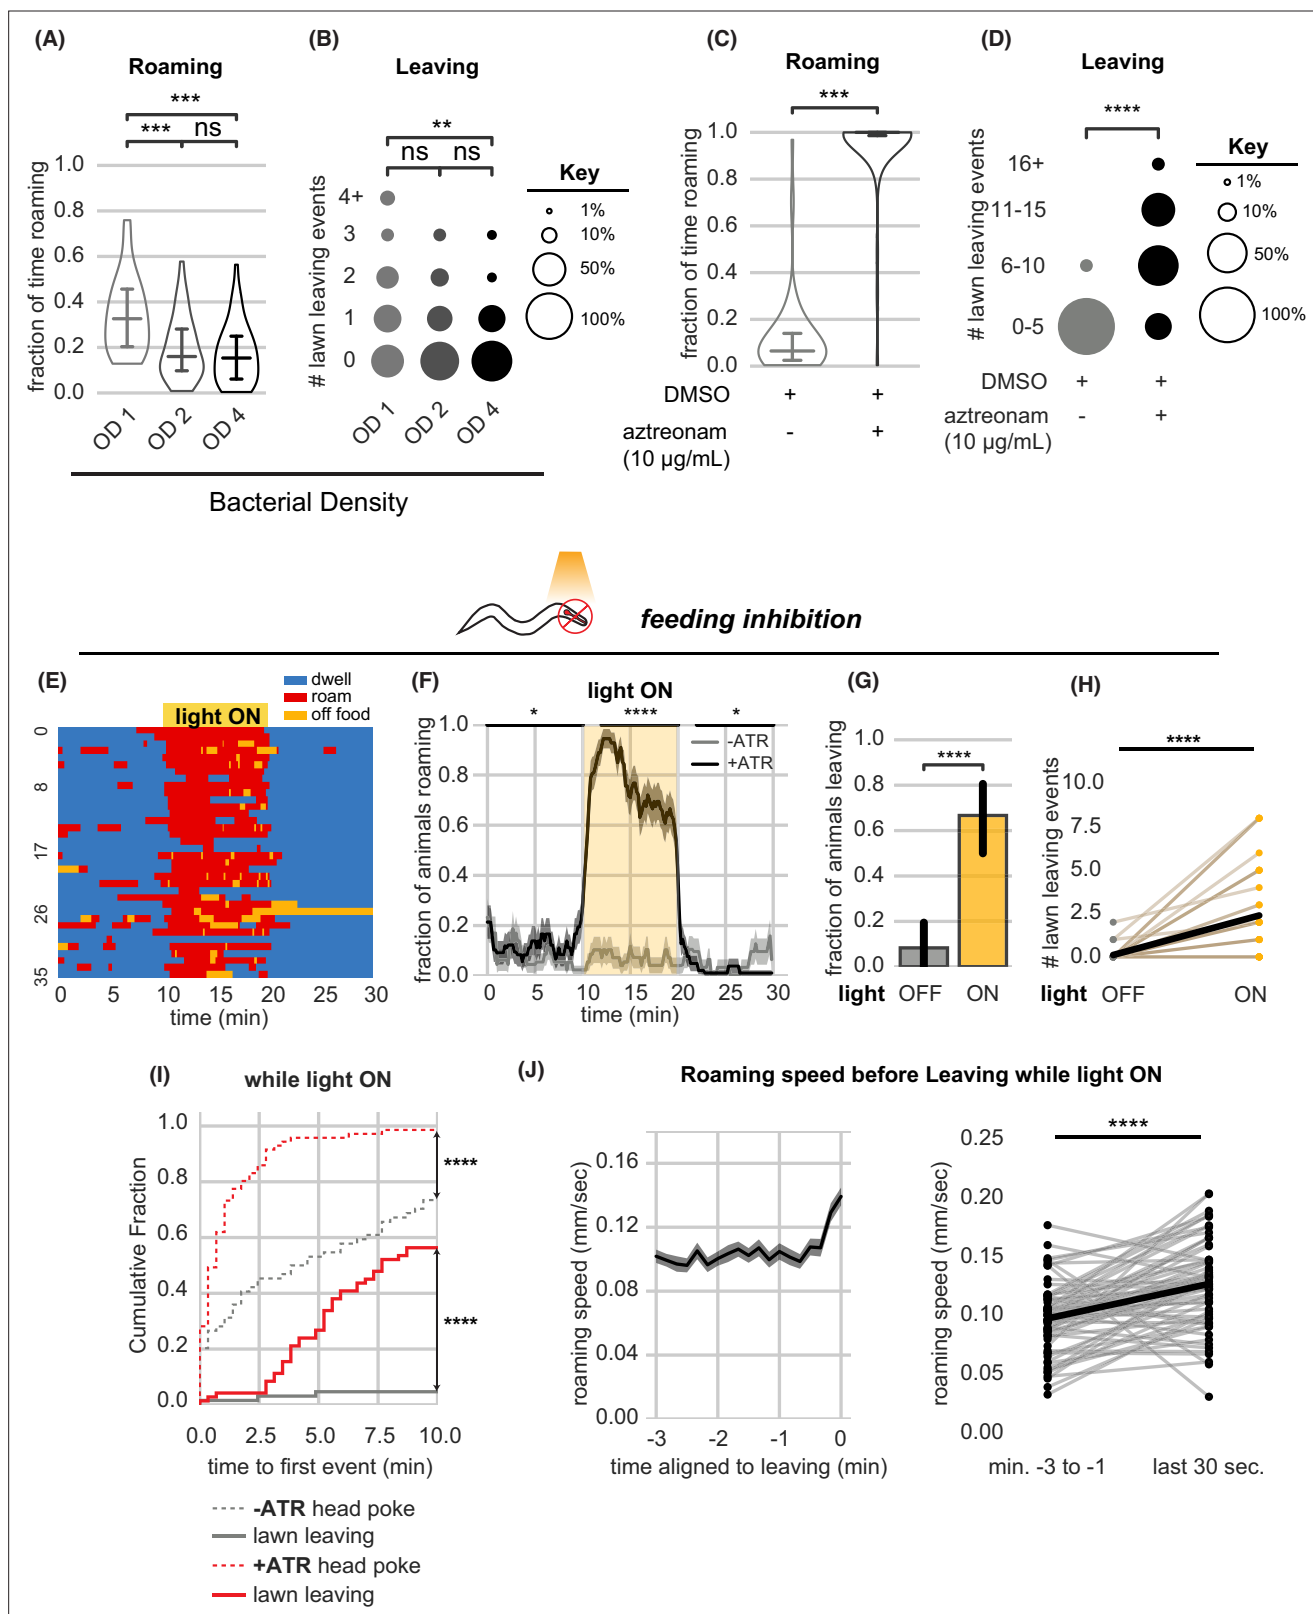 (A)
Roaming
***
*** ns
fraction of time roaming
1.0
0.8
0.6
0.4
0.2
0.0
OD 1
OD 2
OD 4
(B)
Leaving
**
ns ns
# lawn leaving events
4+
3
2
1
0
OD 1
OD 2
OD 4
Key
1%
10%
50%
100%
Bacterial Density
(C)
Roaming
***
fraction of time roaming
1.0
0.8
0.6
0.4
0.2
0.0
DMSO + +
aztreonam - +
(10 µg/mL)
(D)
Leaving
****
# lawn leaving events
16+
11-15
6-10
0-5
DMSO + +
aztreonam - +
(10 µg/mL)
Key
1%
10%
50%
100%
feeding inhibition
(E)
dwell
roam
off food
light ON
0
8
17
26
35
0 5 10 15 20 25 30
time (min)
(F)
light ON
* **** *
-ATR
+ATR
fraction of animals roaming
1.0
0.8
0.6
0.4
0.2
0.0
0 5 10 15 20 25 30
time (min)
(G)
****
fraction of animals leaving
1.0
0.8
0.6
0.4
0.2
0.0
light OFF ON
(H)
****
# lawn leaving events
10.0
7.5
5.0
2.5
0.0
light OFF ON
(I)
while light ON
Cumulative Fraction
1.0
0.8
0.6
0.4
0.2
0.0
****
****
0.0 2.5 5.0 7.5 10.0
time to first event (min)
-ATR head poke
lawn leaving
+ATR head poke
lawn leaving
(J)
Roaming speed before Leaving while light ON
roaming speed (mm/sec)
0.16
0.12
0.08
0.04
0.00
-3 -2 -1 0
time aligned to leaving (min)
****
roaming speed (mm/sec)
0.25
0.20
0.15
0.10
0.05
0.00
min. -3 to -1 last 30 sec.